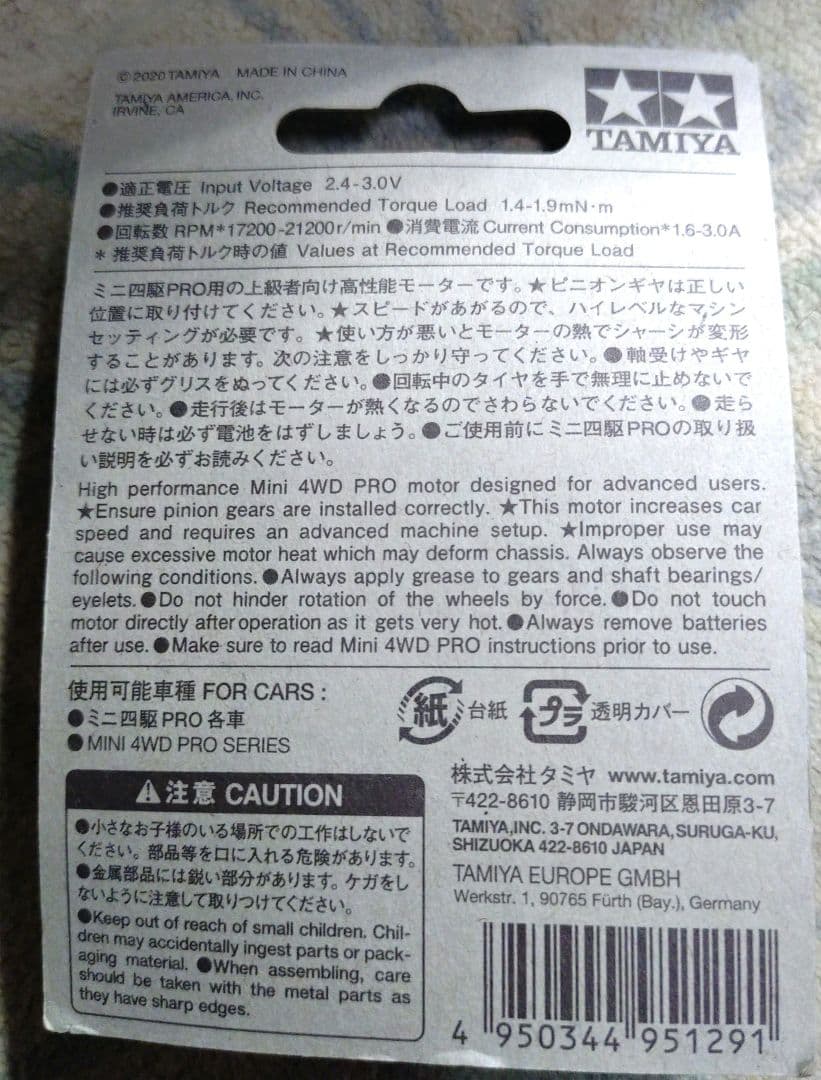 © 2020 TAMIYA MADE IN CHINA
TAMIYA AMERICA, INC.
IRVINE, CA
TAMIYA
●適正電圧 Input Voltage 2.4-3.0V
●推奨負荷トルク Recommended Torque Load 1.4-1.9mN·m
●回転数 RPM*17200-21200r/min ●消費電流 Current Consumption*1.6-3.0A
* 推奨負荷トルク時の値 Values at Recommended Torque Load
ミニ四駆PRO用の上級者向け高性能モーターです。★ピニオンギヤは正しい
位置に取り付けてください。★スピードがあがるので、ハイレベルなマシン
セッティングが必要です。★使い方が悪いとモーターの熱でシャーシが変形
することがあります。次の注意をしっかり守ってください。●軸受けやギヤ
には必ずグリスをぬってください。●回転中のタイヤを手で無理に止めないで
ください。●走行後はモーターが熱くなるのでさわらないでください。●走ら
せない時は必ず電池をはずしましょう。●ご使用前にミニ四駆PROの取り扱
い説明を必ずお読みください。
High performance Mini 4WD PRO motor designed for advanced users.
★Ensure pinion gears are installed correctly. ★This motor increases car
speed and requires an advanced machine setup. ★Improper use may
cause excessive motor heat which may deform chassis. Always observe the
following conditions. ●Always apply grease to gears and shaft bearings/
eyelets. ●Do not hinder rotation of the wheels by force. ●Do not touch
motor directly after operation as it gets very hot. ●Always remove batteries
after use. ●Make sure to read Mini 4WD PRO instructions prior to use.
使用可能車種 FOR CARS :
●ミニ四駆PRO各車
●MINI 4WD PRO SERIES
紙 台紙 プラ 透明カバー
⚠注意 CAUTION
●小さなお子様のいる場所での工作はしないで
ください。部品等を口に入れる危険があります。
●金属部品には鋭い部分があります。ケガをし
ないように注意して取りつけてください。
●Keep out of reach of small children. Chil-
dren may accidentally ingest parts or pack-
aging material. ●When assembling, care
should be taken with the metal parts as
they have sharp edges.
株式会社タミヤ www.tamiya.com
〒422-8610 静岡市駿河区恩田原3-7
TAMIYA,INC. 3-7 ONDAWARA, SURUGA-KU,
SHIZUOKA 422-8610 JAPAN
TAMIYA EUROPE GMBH
Werkstr. 1, 90765 Fürth (Bay.), Germany
4 950344 951291